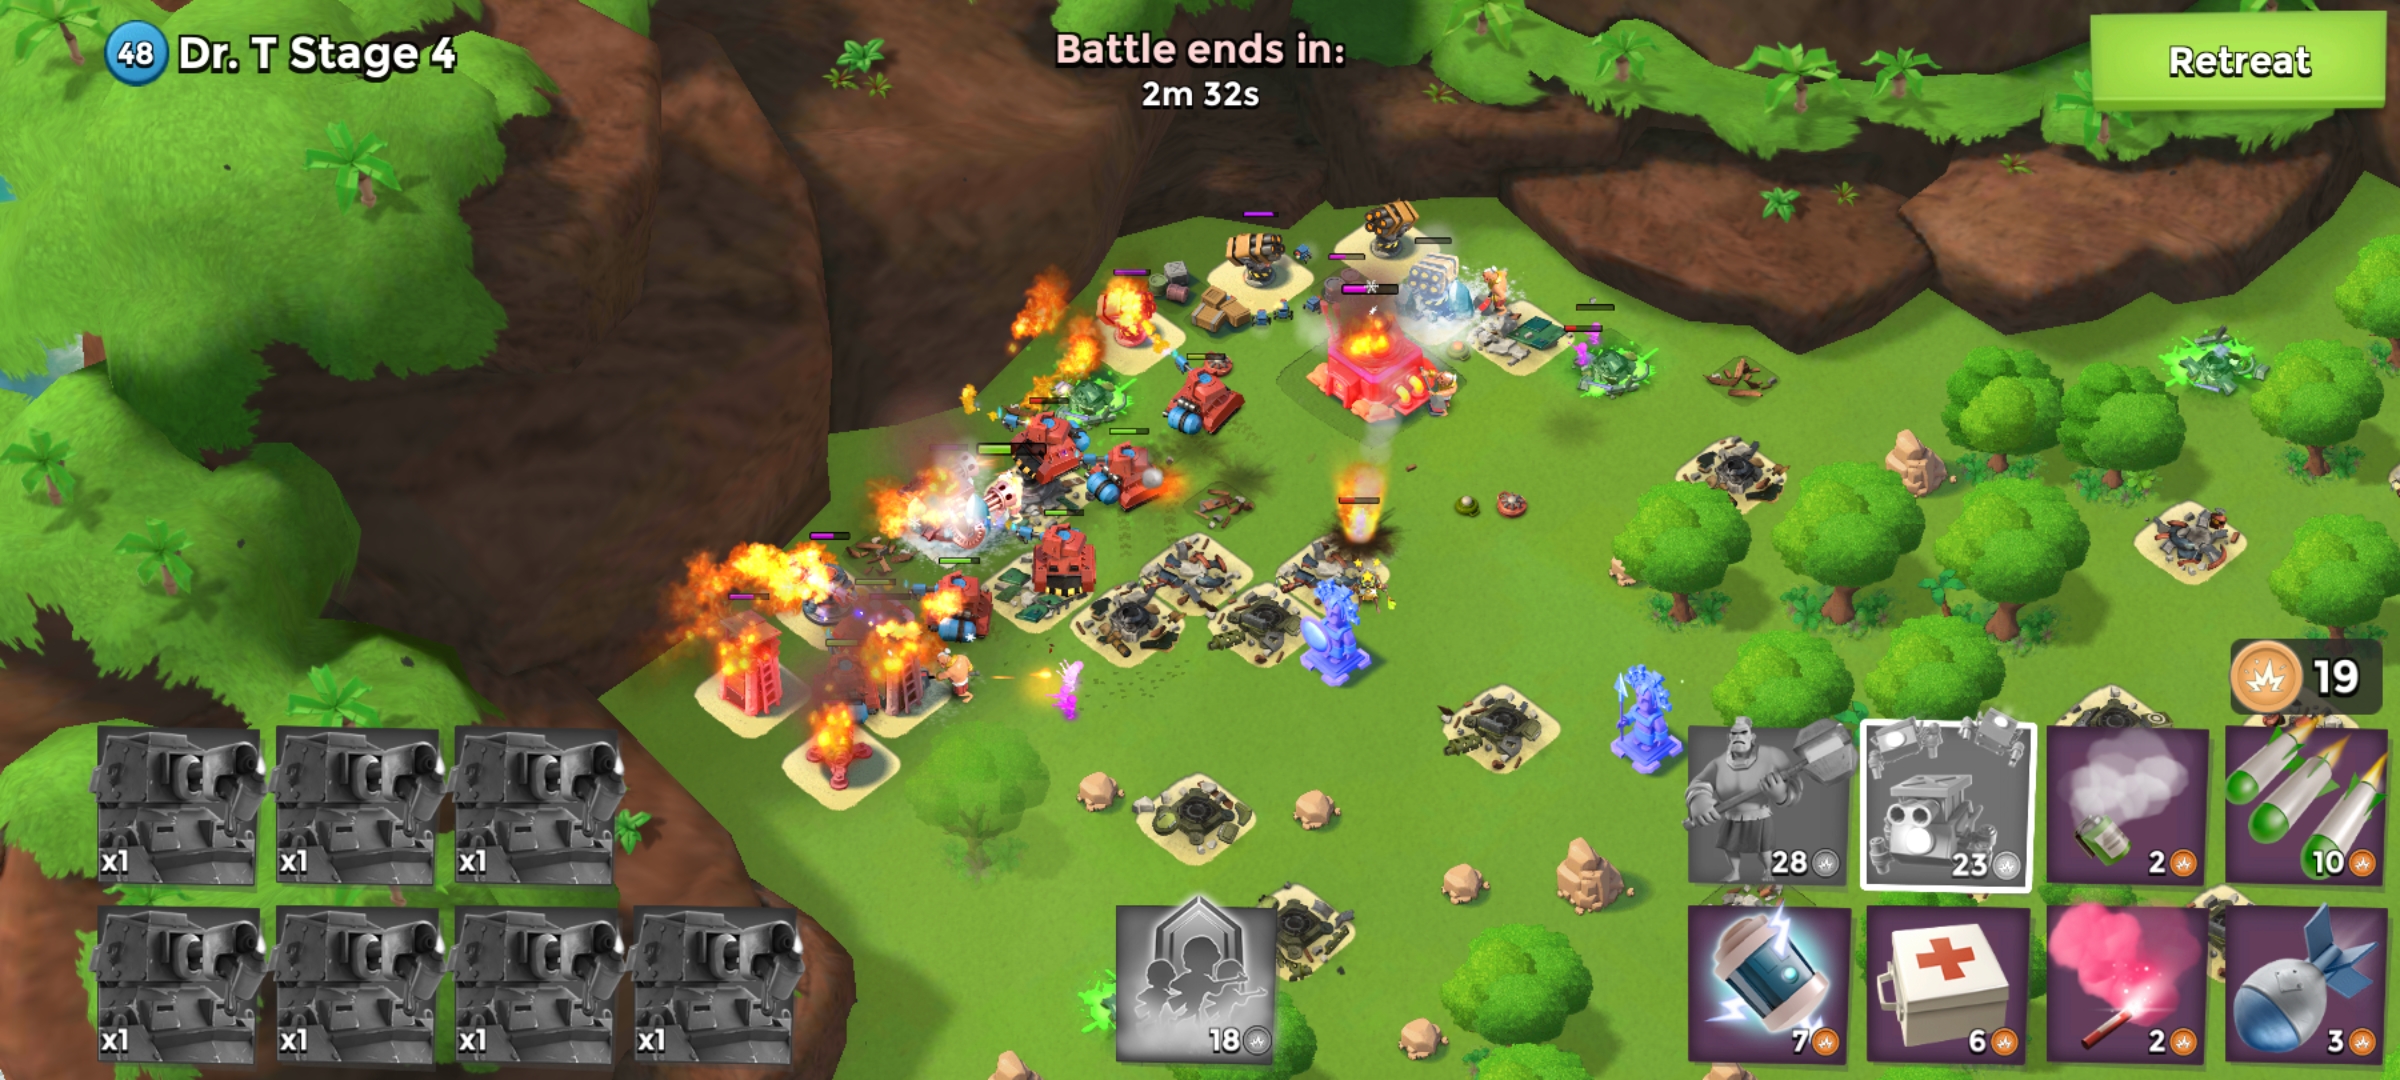 48 Dr. T Stage 4
Battle ends in:
2m 32s
Retreat
19
x1 x1 x1
28 23 2 10
x1 x1 x1 x1
18
7 6 2 3